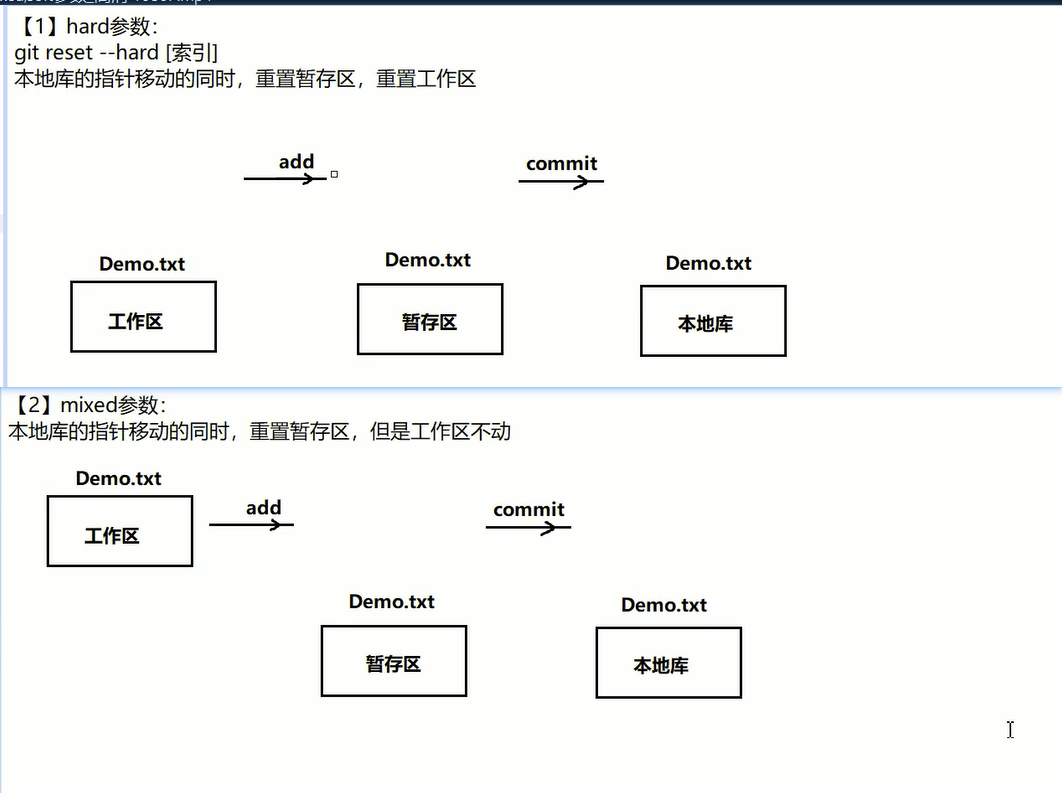 【1】hard参数：
git reset --hard [索引]
本地库的指针移动的同时，重置暂存区，重置工作区
add
commit
Demo.txt
Demo.txt
Demo.txt
工作区
暂存区
本地库
【2】mixed参数：
本地库的指针移动的同时，重置暂存区，但是工作区不动
Demo.txt
add
commit
工作区
Demo.txt
Demo.txt
暂存区
本地库